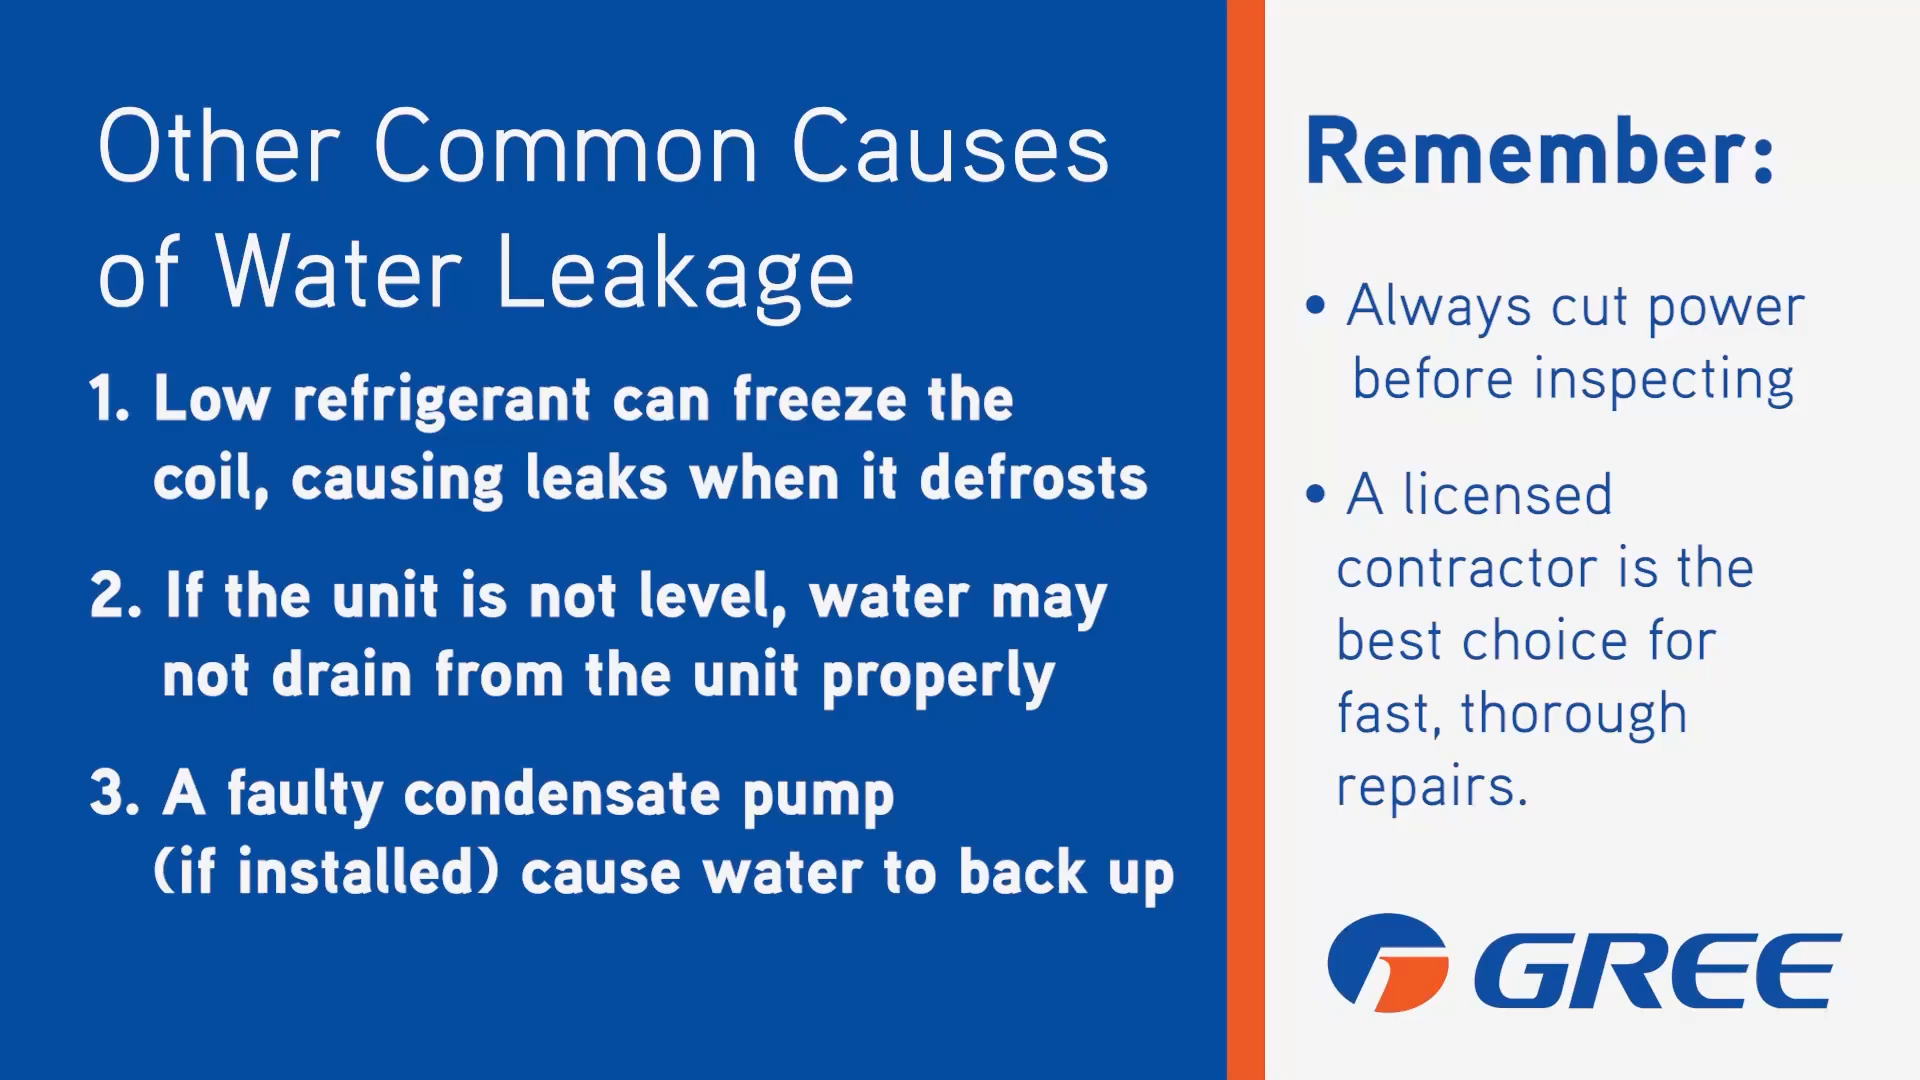 Other Common Causes
of Water Leakage
1. Low refrigerant can freeze the
coil, causing leaks when it defrosts
2. If the unit is not level, water may
not drain from the unit properly
3. A faulty condensate pump
(if installed) cause water to back up
Remember:
• Always cut power
before inspecting
• A licensed
contractor is the
best choice for
fast, thorough
repairs.
GREE